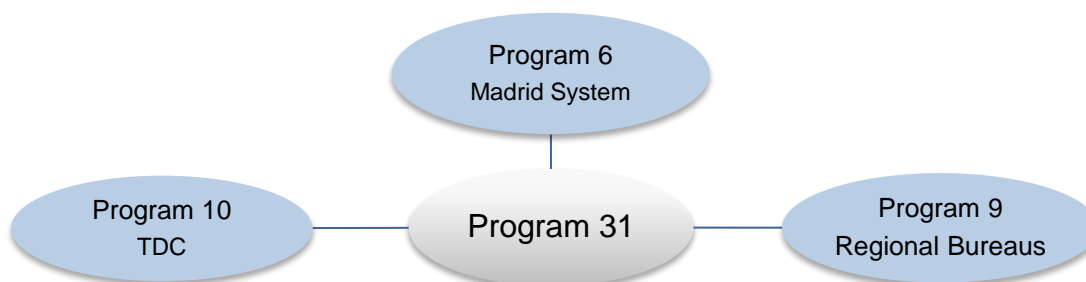 Program 6
Madrid System
Program 10
TDC
Program 31
Program 9
Regional Bureaus